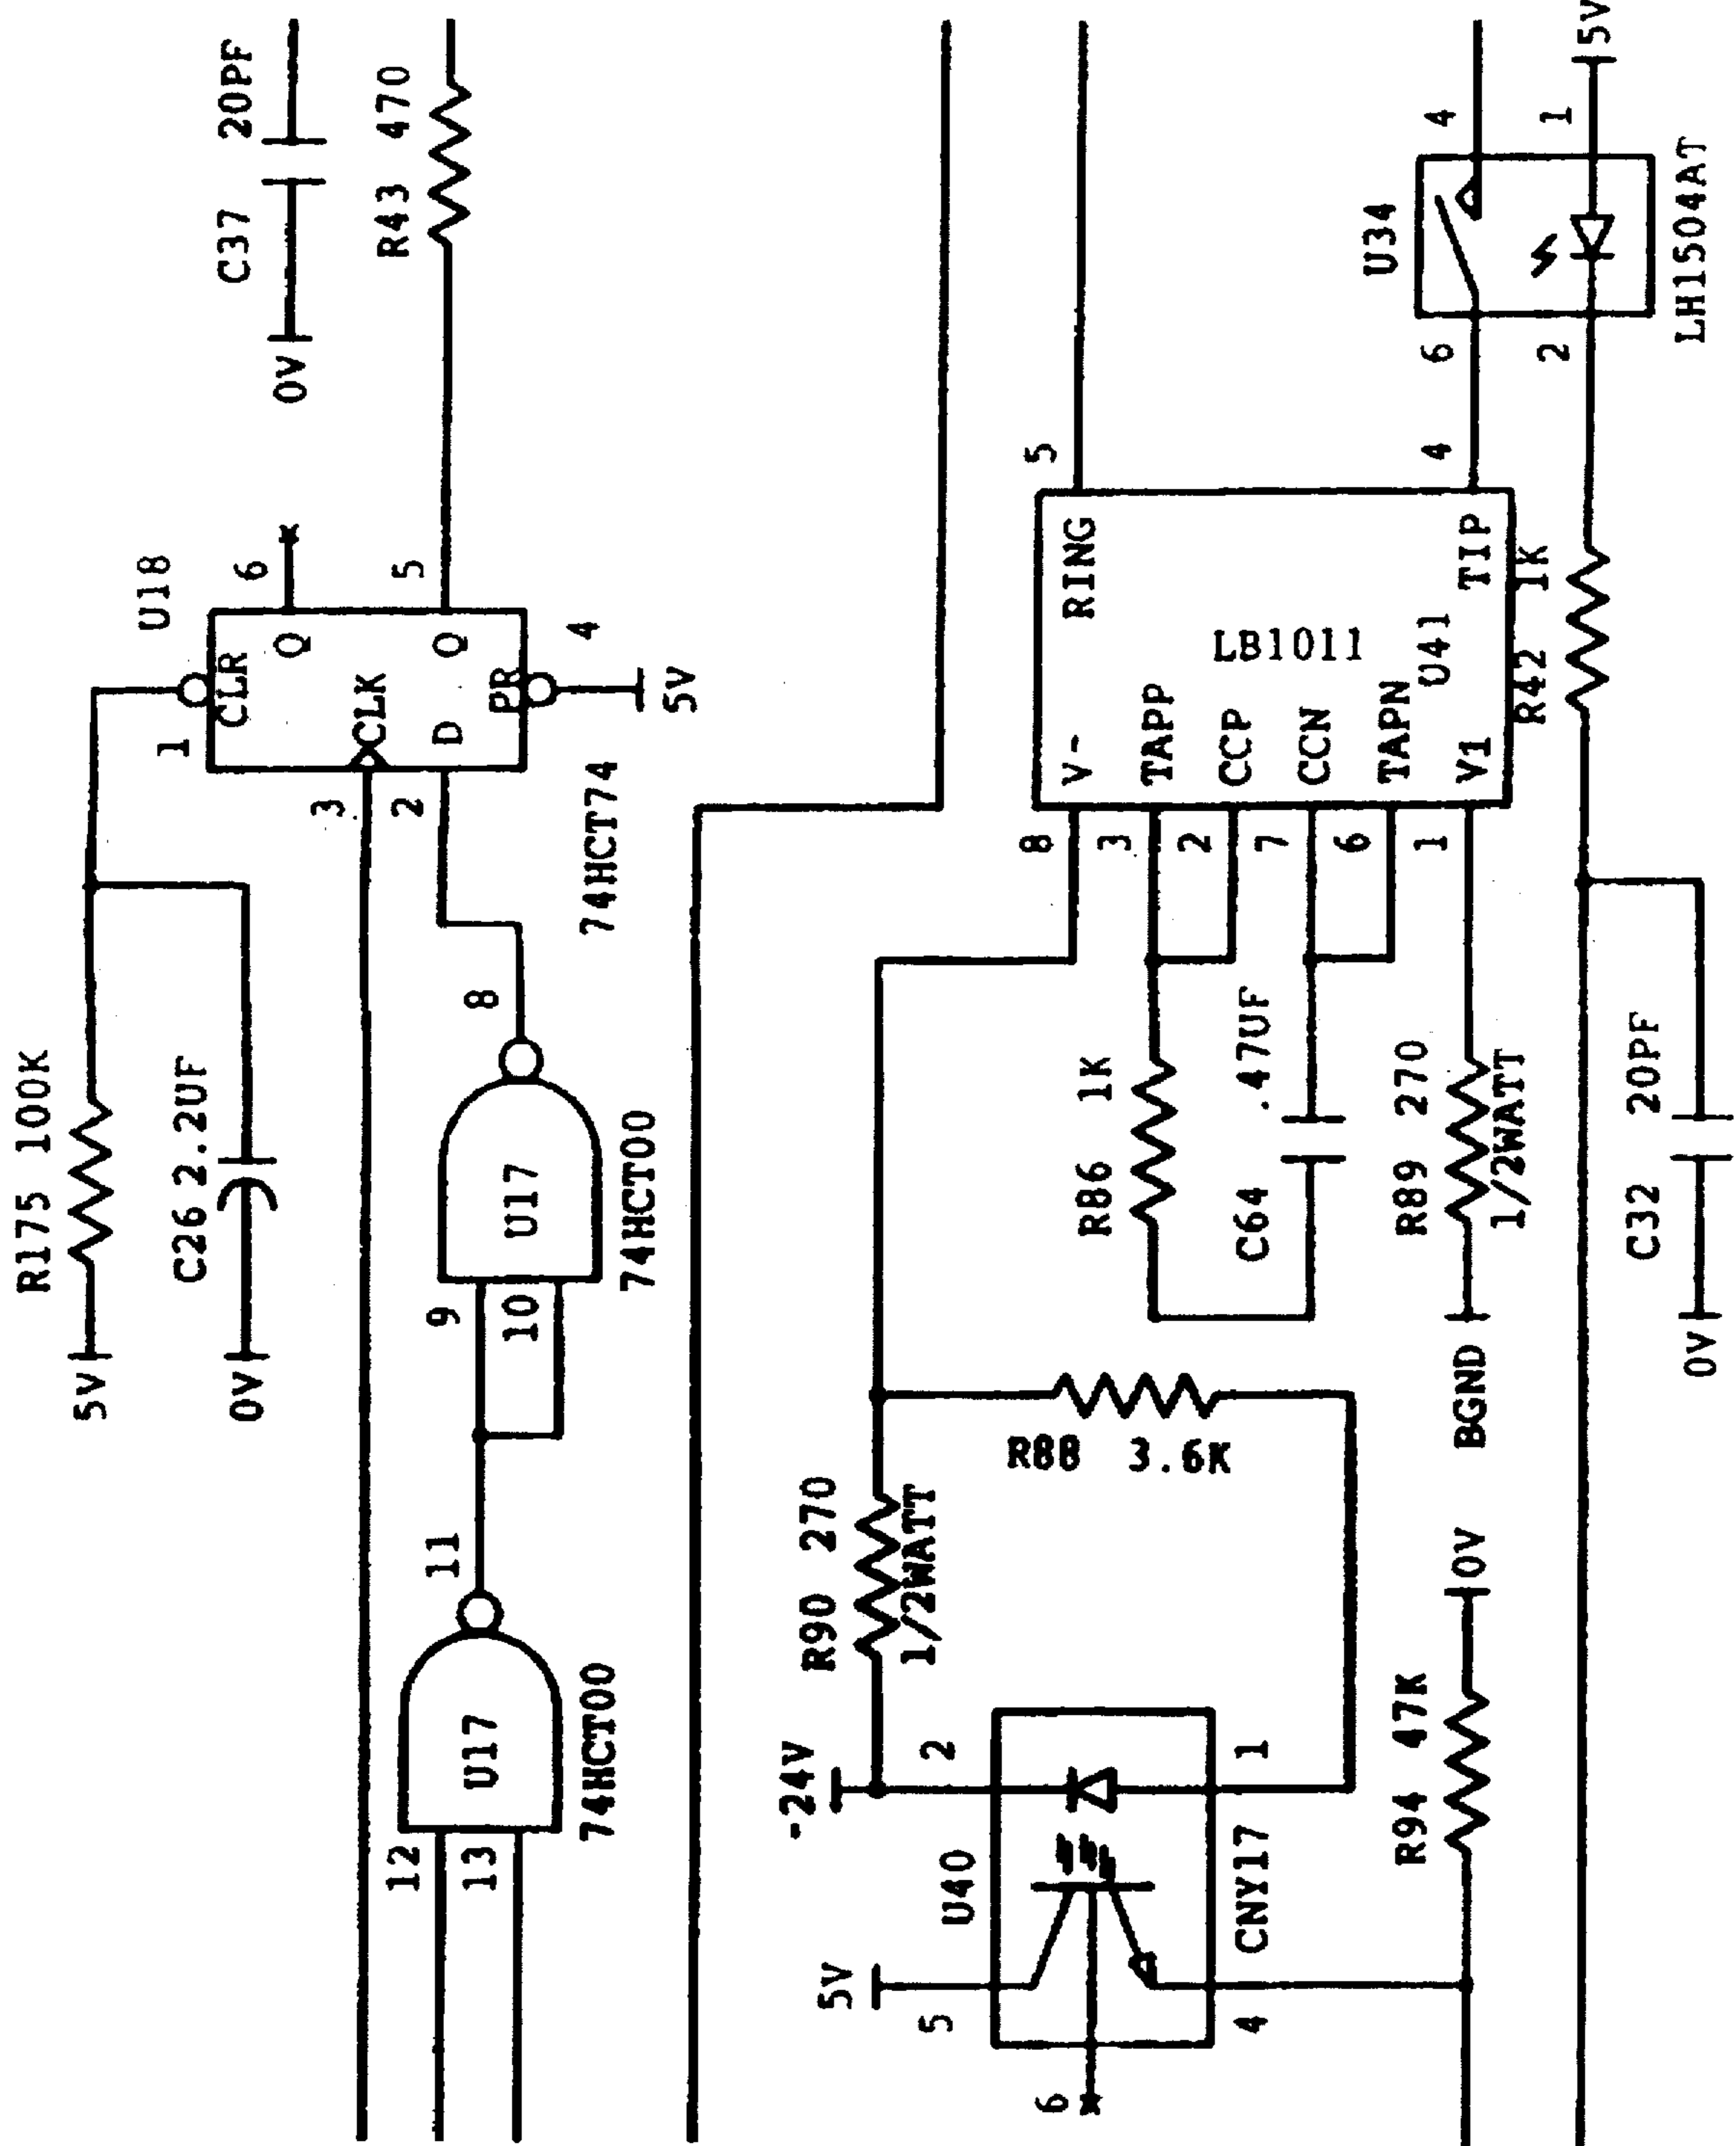 C37 20PF
0V
R43 470
U18
6
5
1
CLR
Q
CLK
Q
D
PR
4
5V
3
2
74HCT74
R175 100K
5V
C26 2.2UF
0V
8
U17
9
10
74HCT00
11
U17
12
13
74HCT00
5V
1
4
U34
6
2
LH1504AT
5
4
RING
TIP
LB1011
U41
V-
TAPP
CCP
CCN
TAPN
V1
R42 1K
8
3
2
7
6
1
R86 1K
C64 .47UF
R89 270
1/2WATT
BGND
C32 20PF
0V
R88 3.6K
R90 270
1/2WATT
-24V
2
1
U40
5V
5
4
6
CNY17
R94 47K
0V